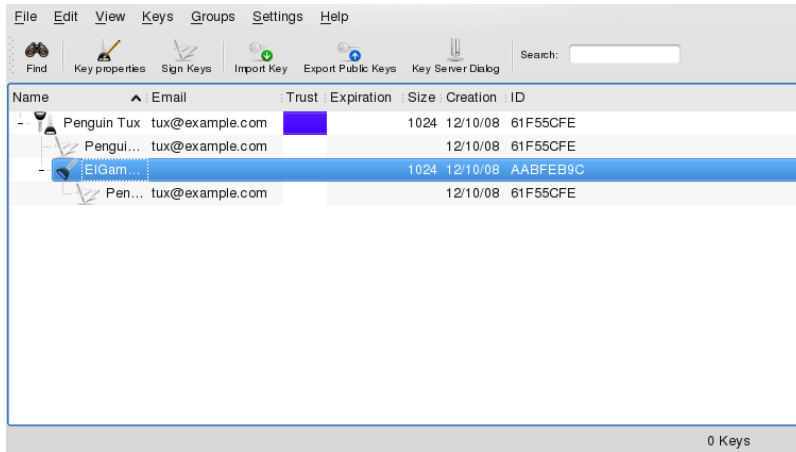 File Edit View Keys Groups Settings Help
Find Key properties Sign Keys Import Key Export Public Keys Key Server Dialog Search:
Name Email Trust Expiration Size Creation ID
Penguin Tux tux@example.com 1024 12/10/08 61F55CFE
Pengui... tux@example.com 12/10/08 61F55CFE
ElGam... 1024 12/10/08 AABFEB9C
Pen... tux@example.com 12/10/08 61F55CFE
0 Keys